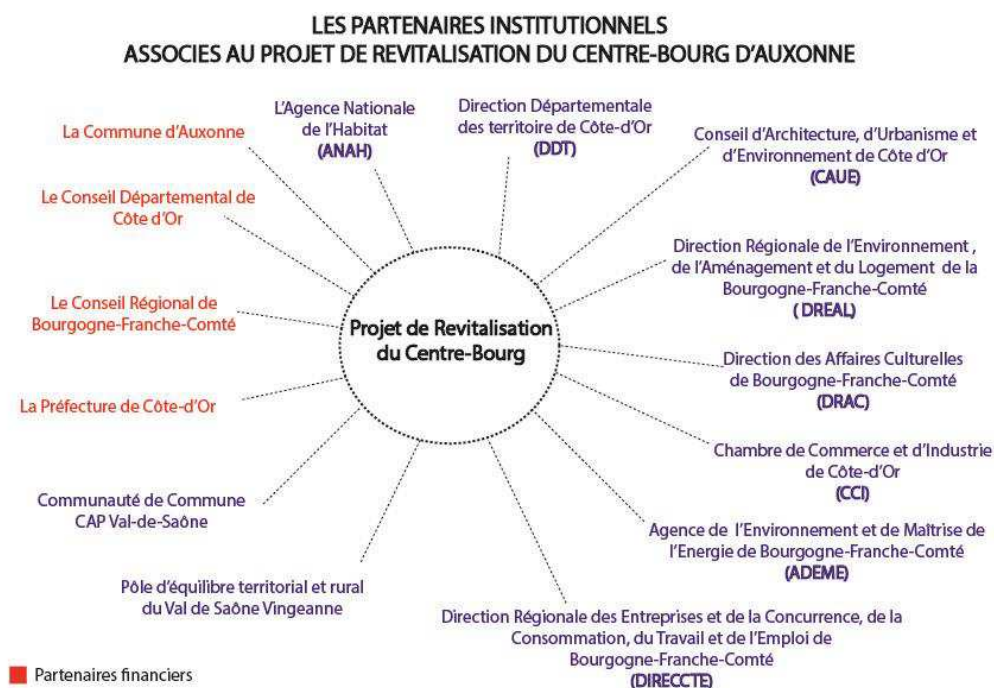 LES PARTENAIRES INSTITUTIONNELS
ASSOCIES AU PROJET DE REVITALISATION DU CENTRE-BOURG D'AUXONNE
La Commune d'Auxonne
L'Agence Nationale
de l'Habitat
(ANAH)
Direction Départementale
des territoire de Côte-d'Or
(DDT)
Conseil d'Architecture, d'Urbanisme et
d'Environnement de Côte d'Or
(CAUE)
Le Conseil Départemental de
Côte d'Or
Direction Régionale de l'Environnement ,
de l'Aménagement et du Logement de la
Bourgogne-Franche-Comté
( DREAL)
Le Conseil Régional de
Bourgogne-Franche-Comté
Projet de Revitalisation
du Centre-Bourg
Direction des Affaires Culturelles
de Bourgogne-Franche-Comté
(DRAC)
La Préfecture de Côte-d'Or
Chambre de Commerce et d'Industrie
de Côte-d'Or
(CCI)
Communauté de Commune
CAP Val-de-Saône
Agence de l'Environnement et de Maîtrise de
l'Energie de Bourgogne-Franche-Comté
(ADEME)
Pôle d'équilibre territorial et rural
du Val de Saône Vingeanne
Direction Régionale des Entreprises et de la Concurrence, de la
Consommation, du Travail et de l'Emploi de
Bourgogne-Franche-Comté
(DIRECCTE)
Partenaires financiers